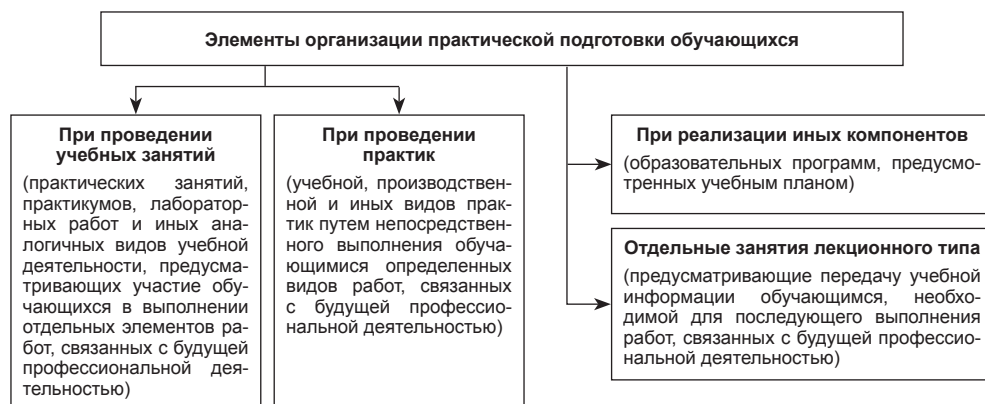 Элементы организации практической подготовки обучающихся
При проведении
учебных занятий
(практических занятий,
практикумов, лаборатор-
ных работ и иных ана-
логичных видов учебной
деятельности, предусма-
тривающих участие обу-
чающихся в выполнении
отдельных элементов ра-
бот, связанных с будущей
профессиональной дея-
тельностью)
При проведении
практик
(учебной, производствен-
ной и иных видов прак-
тик путем непосредствен-
ного выполнения обуча-
ющимися определенных
видов работ, связанных
с будущей профессио-
нальной деятельностью)
При реализации иных компонентов
(образовательных программ, предусмо-
тренных учебным планом)
Отдельные занятия лекционного типа
(предусматривающие передачу учебной
информации обучающимся, необхо-
димой для последующего выполнения
работ, связанных с будущей профессио-
нальной деятельностью)